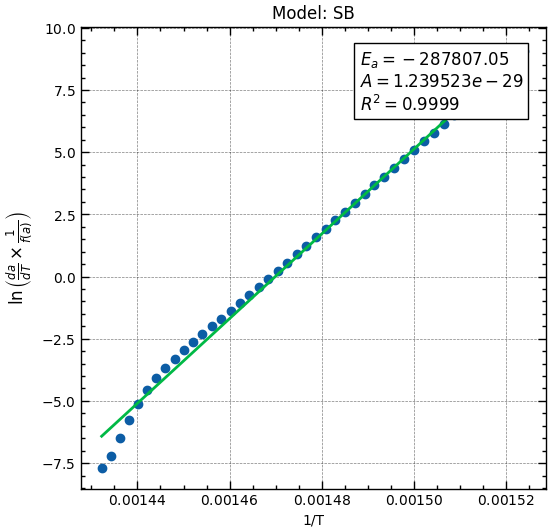 Model: SB
E_a = −287807.05
A = 1.239523e − 29
R² = 0.9999
ln (da/dT × 1/f(a))
10.0
7.5
5.0
2.5
0.0
−2.5
−5.0
−7.5
0.00144 0.00146 0.00148 0.00150 0.00152
1/T